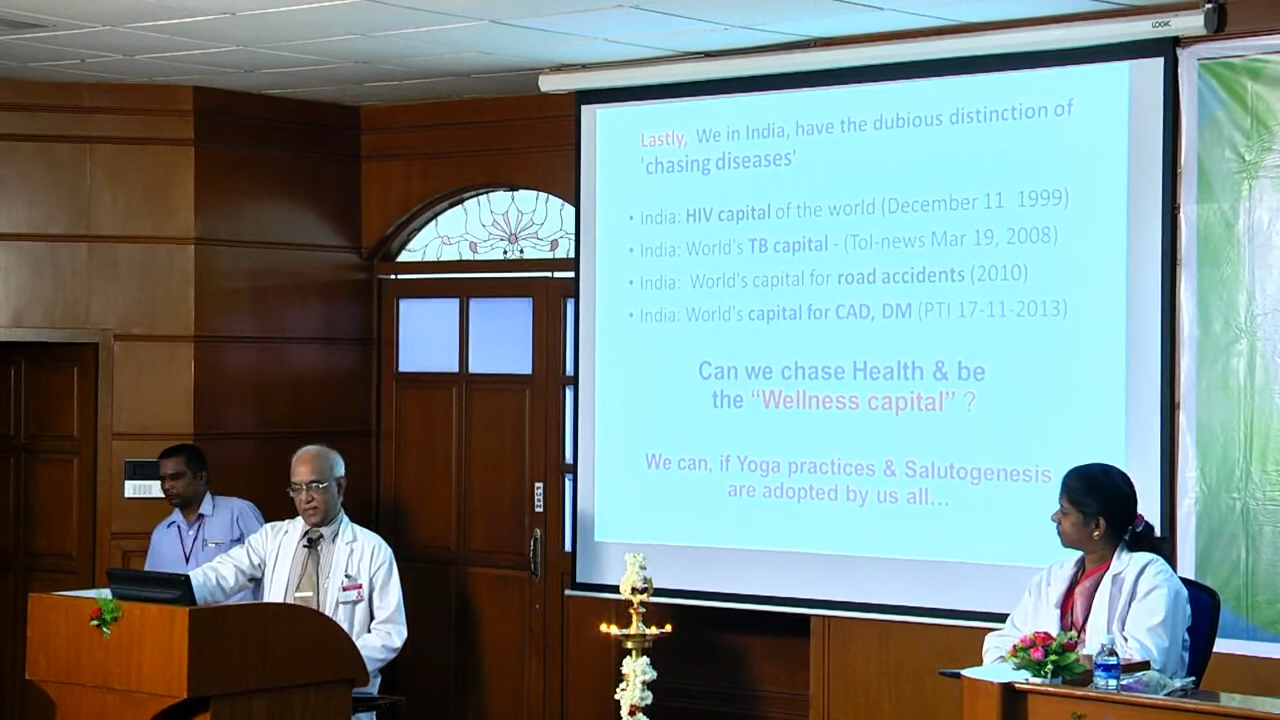 LOGIC
Lastly, We in India, have the dubious distinction of
'chasing diseases'
• India: HIV capital of the world (December 11 1999)
• India: World's TB capital - (ToI-news Mar 19, 2008)
• India: World's capital for road accidents (2010)
• India: World's capital for CAD, DM (PTI 17-11-2013)
Can we chase Health & be
the “Wellness capital” ?
We can, if Yoga practices & Salutogenesis
are adopted by us all...
PUSH